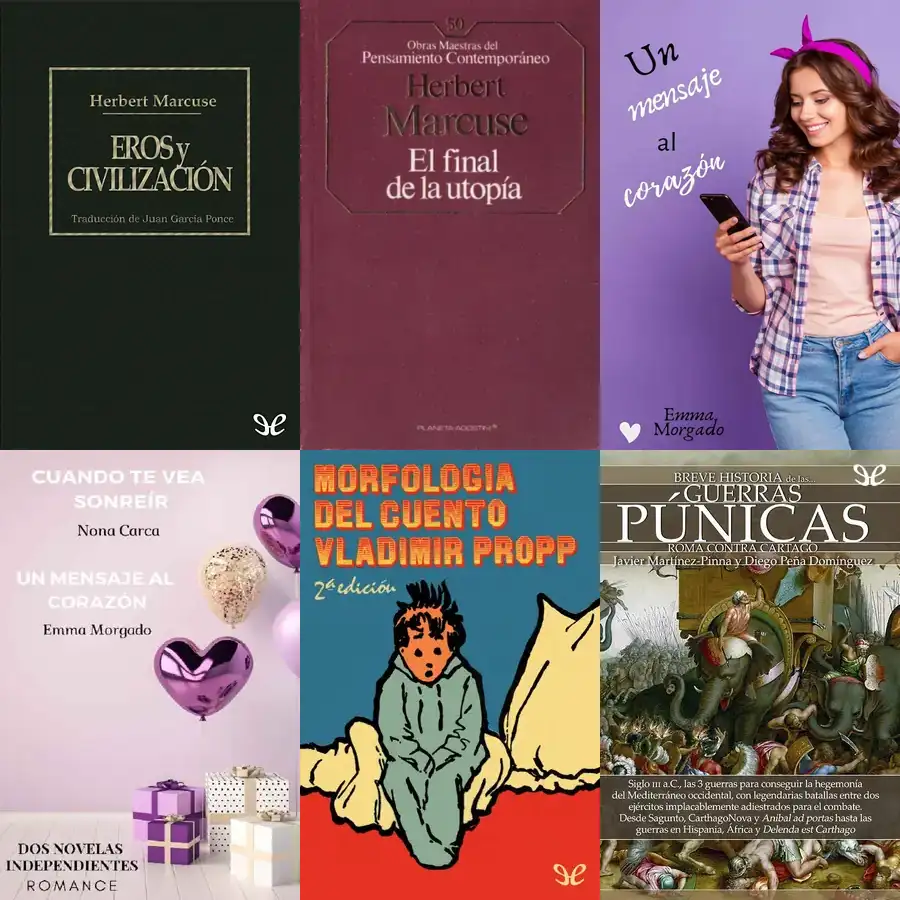 Herbert Marcuse
EROS y
CIVILIZACIÓN
Traducción de Juan García Ponce
50
Obras Maestras del
Pensamiento Contemporáneo
Herbert
Marcuse
El final
de la utopía
PLANETA-AGOSTINI
Un
mensaje
al
corazón
Emma
Morgado
CUANDO TE VEA
SONREÍR
Nona Carca
UN MENSAJE AL
CORAZÓN
Emma Morgado
DOS NOVELAS
INDEPENDIENTES
ROMANCE
MORFOLOGIA
DEL CUENTO
VLADIMIR PROPP
2ª edición
BREVE HISTORIA de las...
GUERRAS
PÚNICAS
ROMA CONTRA CARTAGO
Javier Martínez-Pinna y Diego Peña Domínguez
Siglo III a.C., las 3 guerras para conseguir la hegemonía
del Mediterráneo occidental, con legendarias batallas entre dos
ejércitos implacablemente adiestrados para el combate.
Desde Sagunto, CarthagoNova y Anibal ad portas hasta las
guerras en Hispania, África y Delenda est Carthago